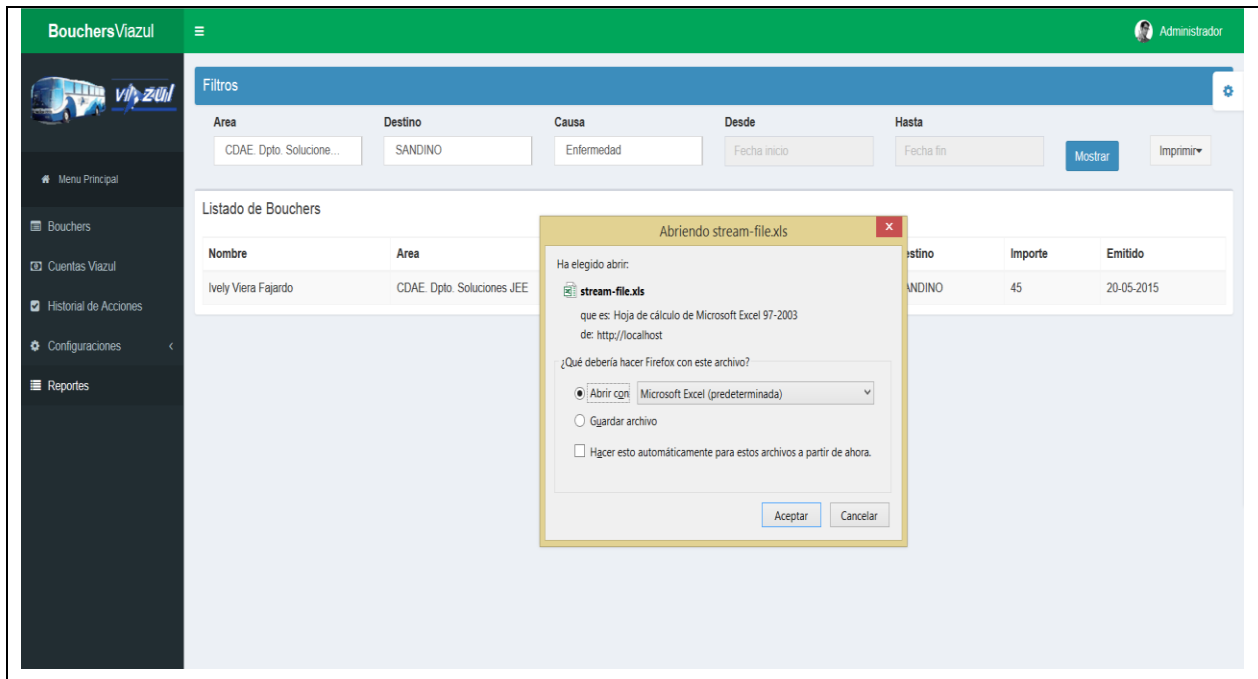 BouchersViazul
Administrador
viazul
Filtros
Area Destino Causa Desde Hasta
CDAE. Dpto. Solucione... SANDINO Enfermedad Fecha inicio Fecha fin Mostrar Imprimir
Menu Principal
Bouchers
Cuentas Viazul
Historial de Acciones
Configuraciones
Reportes
Listado de Bouchers
Nombre Area estino Importe Emitido
Ively Viera Fajardo CDAE. Dpto. Soluciones JEE ANDINO 45 20-05-2015
Abriendo stream-file.xls
Ha elegido abrir:
stream-file.xls
que es: Hoja de cálculo de Microsoft Excel 97-2003
de: http://localhost
¿Qué debería hacer Firefox con este archivo?
Abrir con Microsoft Excel (predeterminada)
Guardar archivo
Hacer esto automáticamente para estos archivos a partir de ahora.
Aceptar Cancelar